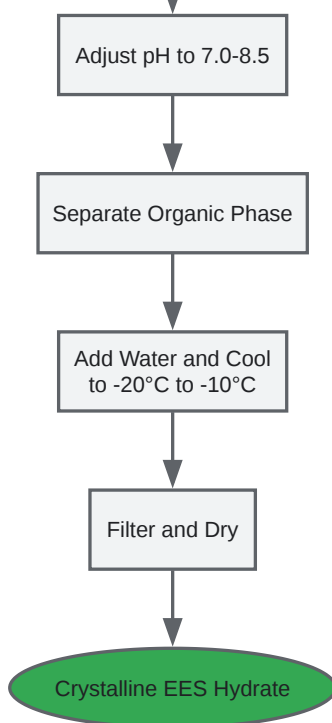 Adjust pH to 7.0-8.5
Separate Organic Phase
Add Water and Cool
to -20°C to -10°C
Filter and Dry
Crystalline EES Hydrate